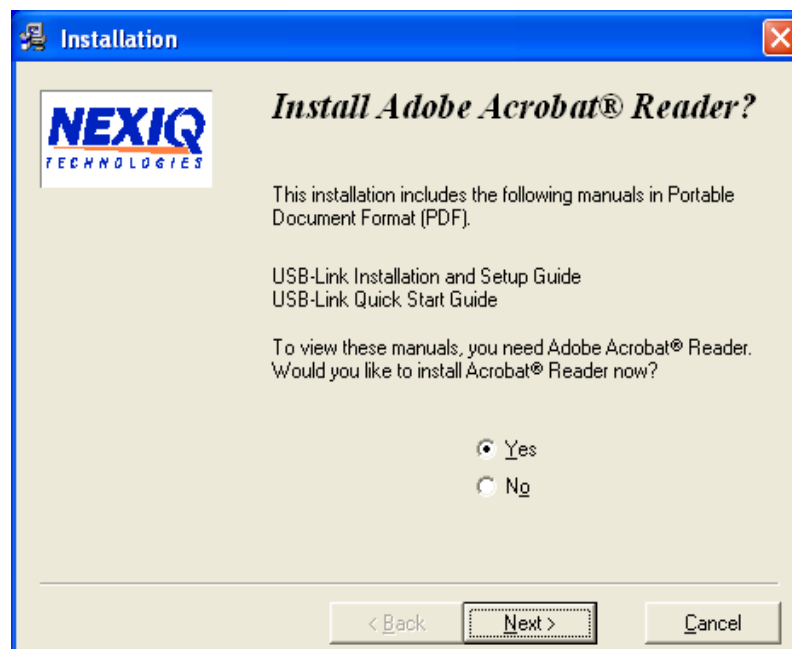 Installation
NEXIQ
TECHNOLOGIES
Install Adobe Acrobat® Reader?
This installation includes the following manuals in Portable
Document Format (PDF).
USB-Link Installation and Setup Guide
USB-Link Quick Start Guide
To view these manuals, you need Adobe Acrobat® Reader.
Would you like to install Acrobat® Reader now?
Yes
No
< Back
Next >
Cancel